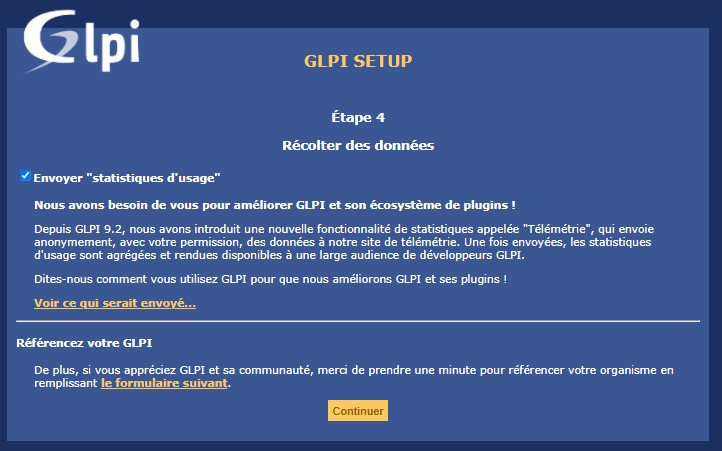 Glpi
GLPI SETUP
Étape 4
Récolter des données
Envoyer "statistiques d'usage"
Nous avons besoin de vous pour améliorer GLPI et son écosystème de plugins !
Depuis GLPI 9.2, nous avons introduit une nouvelle fonctionnalité de statistiques appelée "Télémétrie", qui envoie
anonymement, avec votre permission, des données à notre site de télémétrie. Une fois envoyées, les statistiques
d'usage sont agrégées et rendues disponibles à une large audience de développeurs GLPI.
Dites-nous comment vous utilisez GLPI pour que nous améliorons GLPI et ses plugins !
Voir ce qui serait envoyé...
Référencez votre GLPI
De plus, si vous appréciez GLPI et sa communauté, merci de prendre une minute pour référencer votre organisme en
remplissant le formulaire suivant.
Continuer